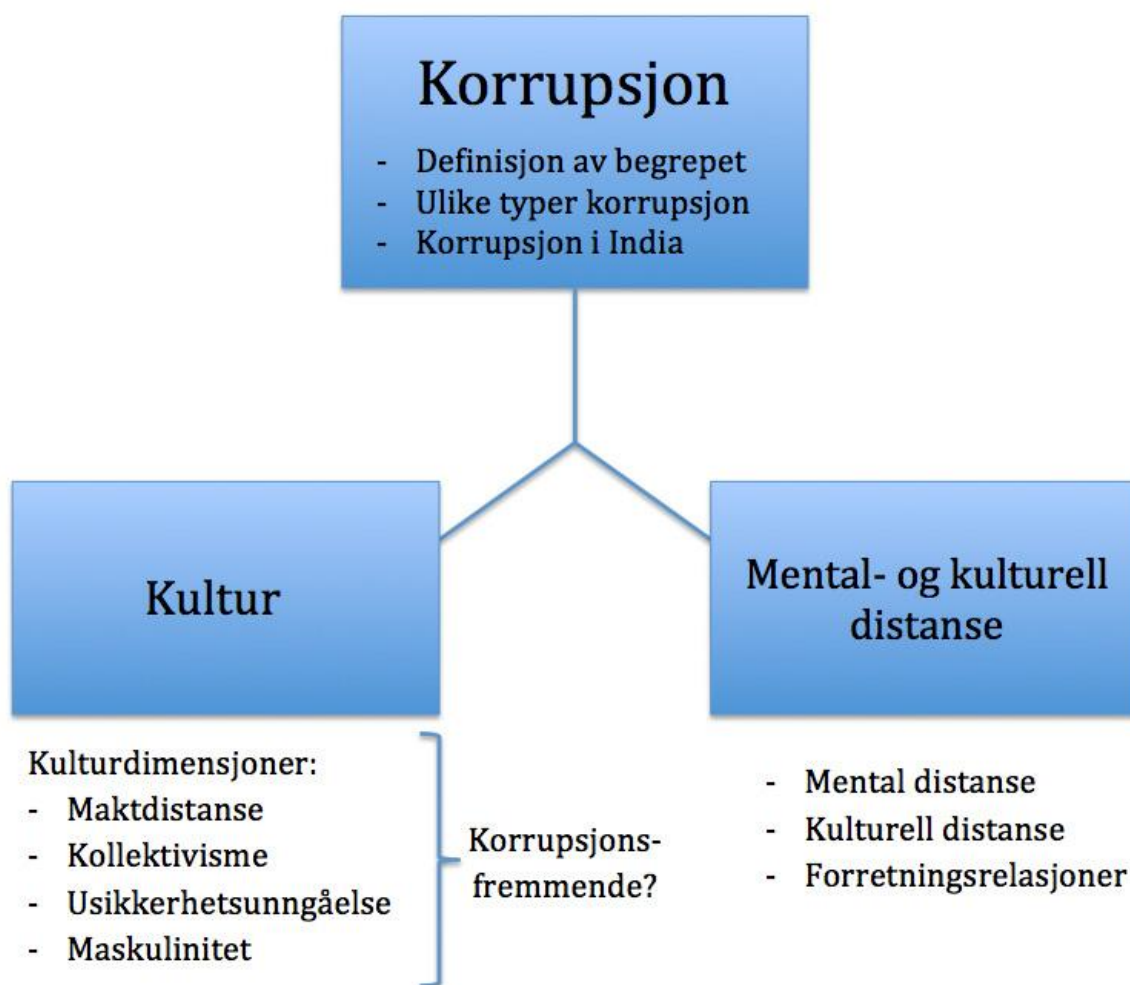 Korrupsjon
- Definisjon av begrepet
- Ulike typer korrupsjon
- Korrupsjon i India
Kultur
Mental- og kulturell
distanse
Kulturdimensjoner:
- Maktdistanse
- Kollektivisme
- Usikkerhetsunngåelse
- Maskulinitet
Korrupsjons-
fremmende?
- Mental distanse
- Kulturell distanse
- Forretningsrelasjoner